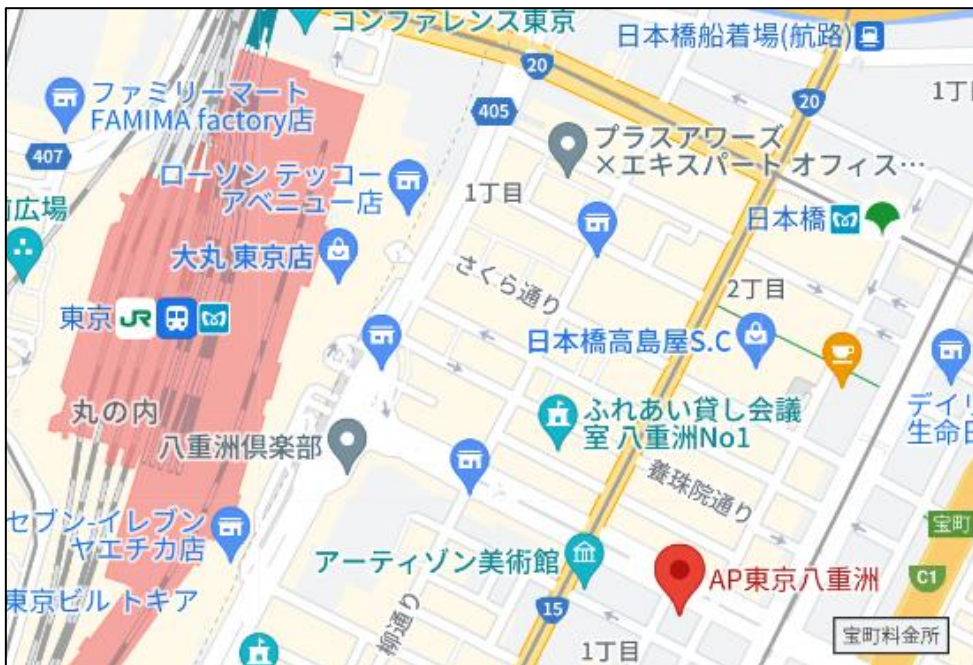 コンファレンス東京
日本橋船着場(航路)
20
1丁
ファミリーマート
FAMIMA factory店
405
20
407
プラスアワーズ
×エキスパート オフィス…
ローソン テッコー
アベニュー店
1丁目
広場
日本橋
大丸 東京店
さくら通り
2丁目
東京 JR
日本橋高島屋S.C
丸の内
ふれあい貸し会議
室 八重洲No1
デイリ
生命日
八重洲倶楽部
養珠院通り
セブン-イレブン
ヤエチカ店
宝町
アーティゾン美術館
AP東京八重洲
C1
東京ビル トキア
15
柳通り
宝町料金所
1丁目